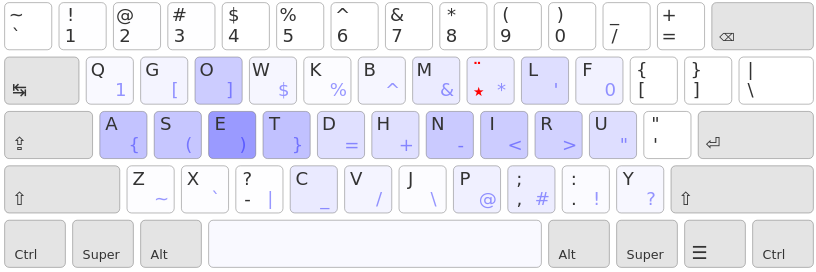 ~ ! @ # $ % ^ & * ( ) _ +
` 1 2 3 4 5 6 7 8 9 0 / = ⌫
Q G O W K B M ¨ L F { } |
↹ 1 [ ] $ % ^ & ★ * ' 0 [ ] \
A S E T D H N I R U "
⇪ { ( ) } = + - < > " ' ⏎
Z X ? C V J P ; : Y
⇧ ~ ` - | _ / \ @ , # . ! ? ⇧
Ctrl Super Alt Alt Super ☰ Ctrl